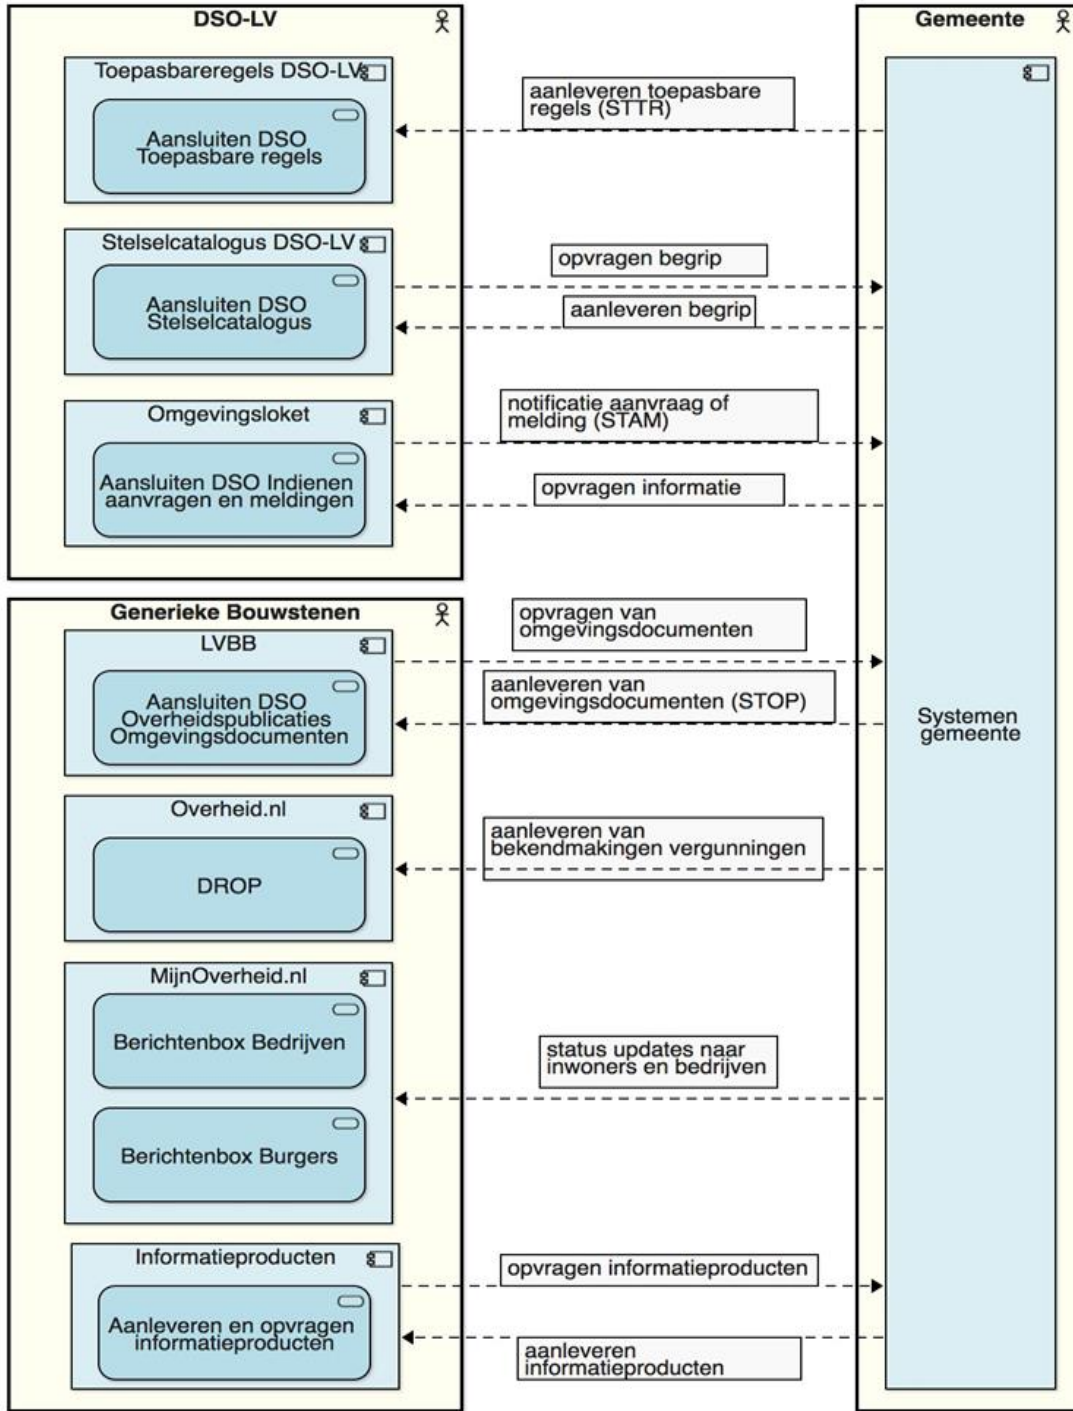 DSO-LV
Gemeente
Toepasbareregels DSO-LV
Aansluiten DSO
Toepasbare regels
aanleveren toepasbare
regels (STTR)
Stelselcatalogus DSO-LV
Aansluiten DSO
Stelselcatalogus
opvragen begrip
aanleveren begrip
Omgevingsloket
Aansluiten DSO Indienen
aanvragen en meldingen
notificatie aanvraag of
melding (STAM)
opvragen informatie
Generieke Bouwstenen
LVBB
Aansluiten DSO
Overheidspublicaties
Omgevingsdocumenten
opvragen van
omgevingsdocumenten
aanleveren van
omgevingsdocumenten (STOP)
Systemen
gemeente
Overheid.nl
DROP
aanleveren van
bekendmakingen vergunningen
MijnOverheid.nl
Berichtenbox Bedrijven
Berichtenbox Burgers
status updates naar
inwoners en bedrijven
Informatieproducten
Aanleveren en opvragen
informatieproducten
opvragen informatieproducten
aanleveren
informatieproducten